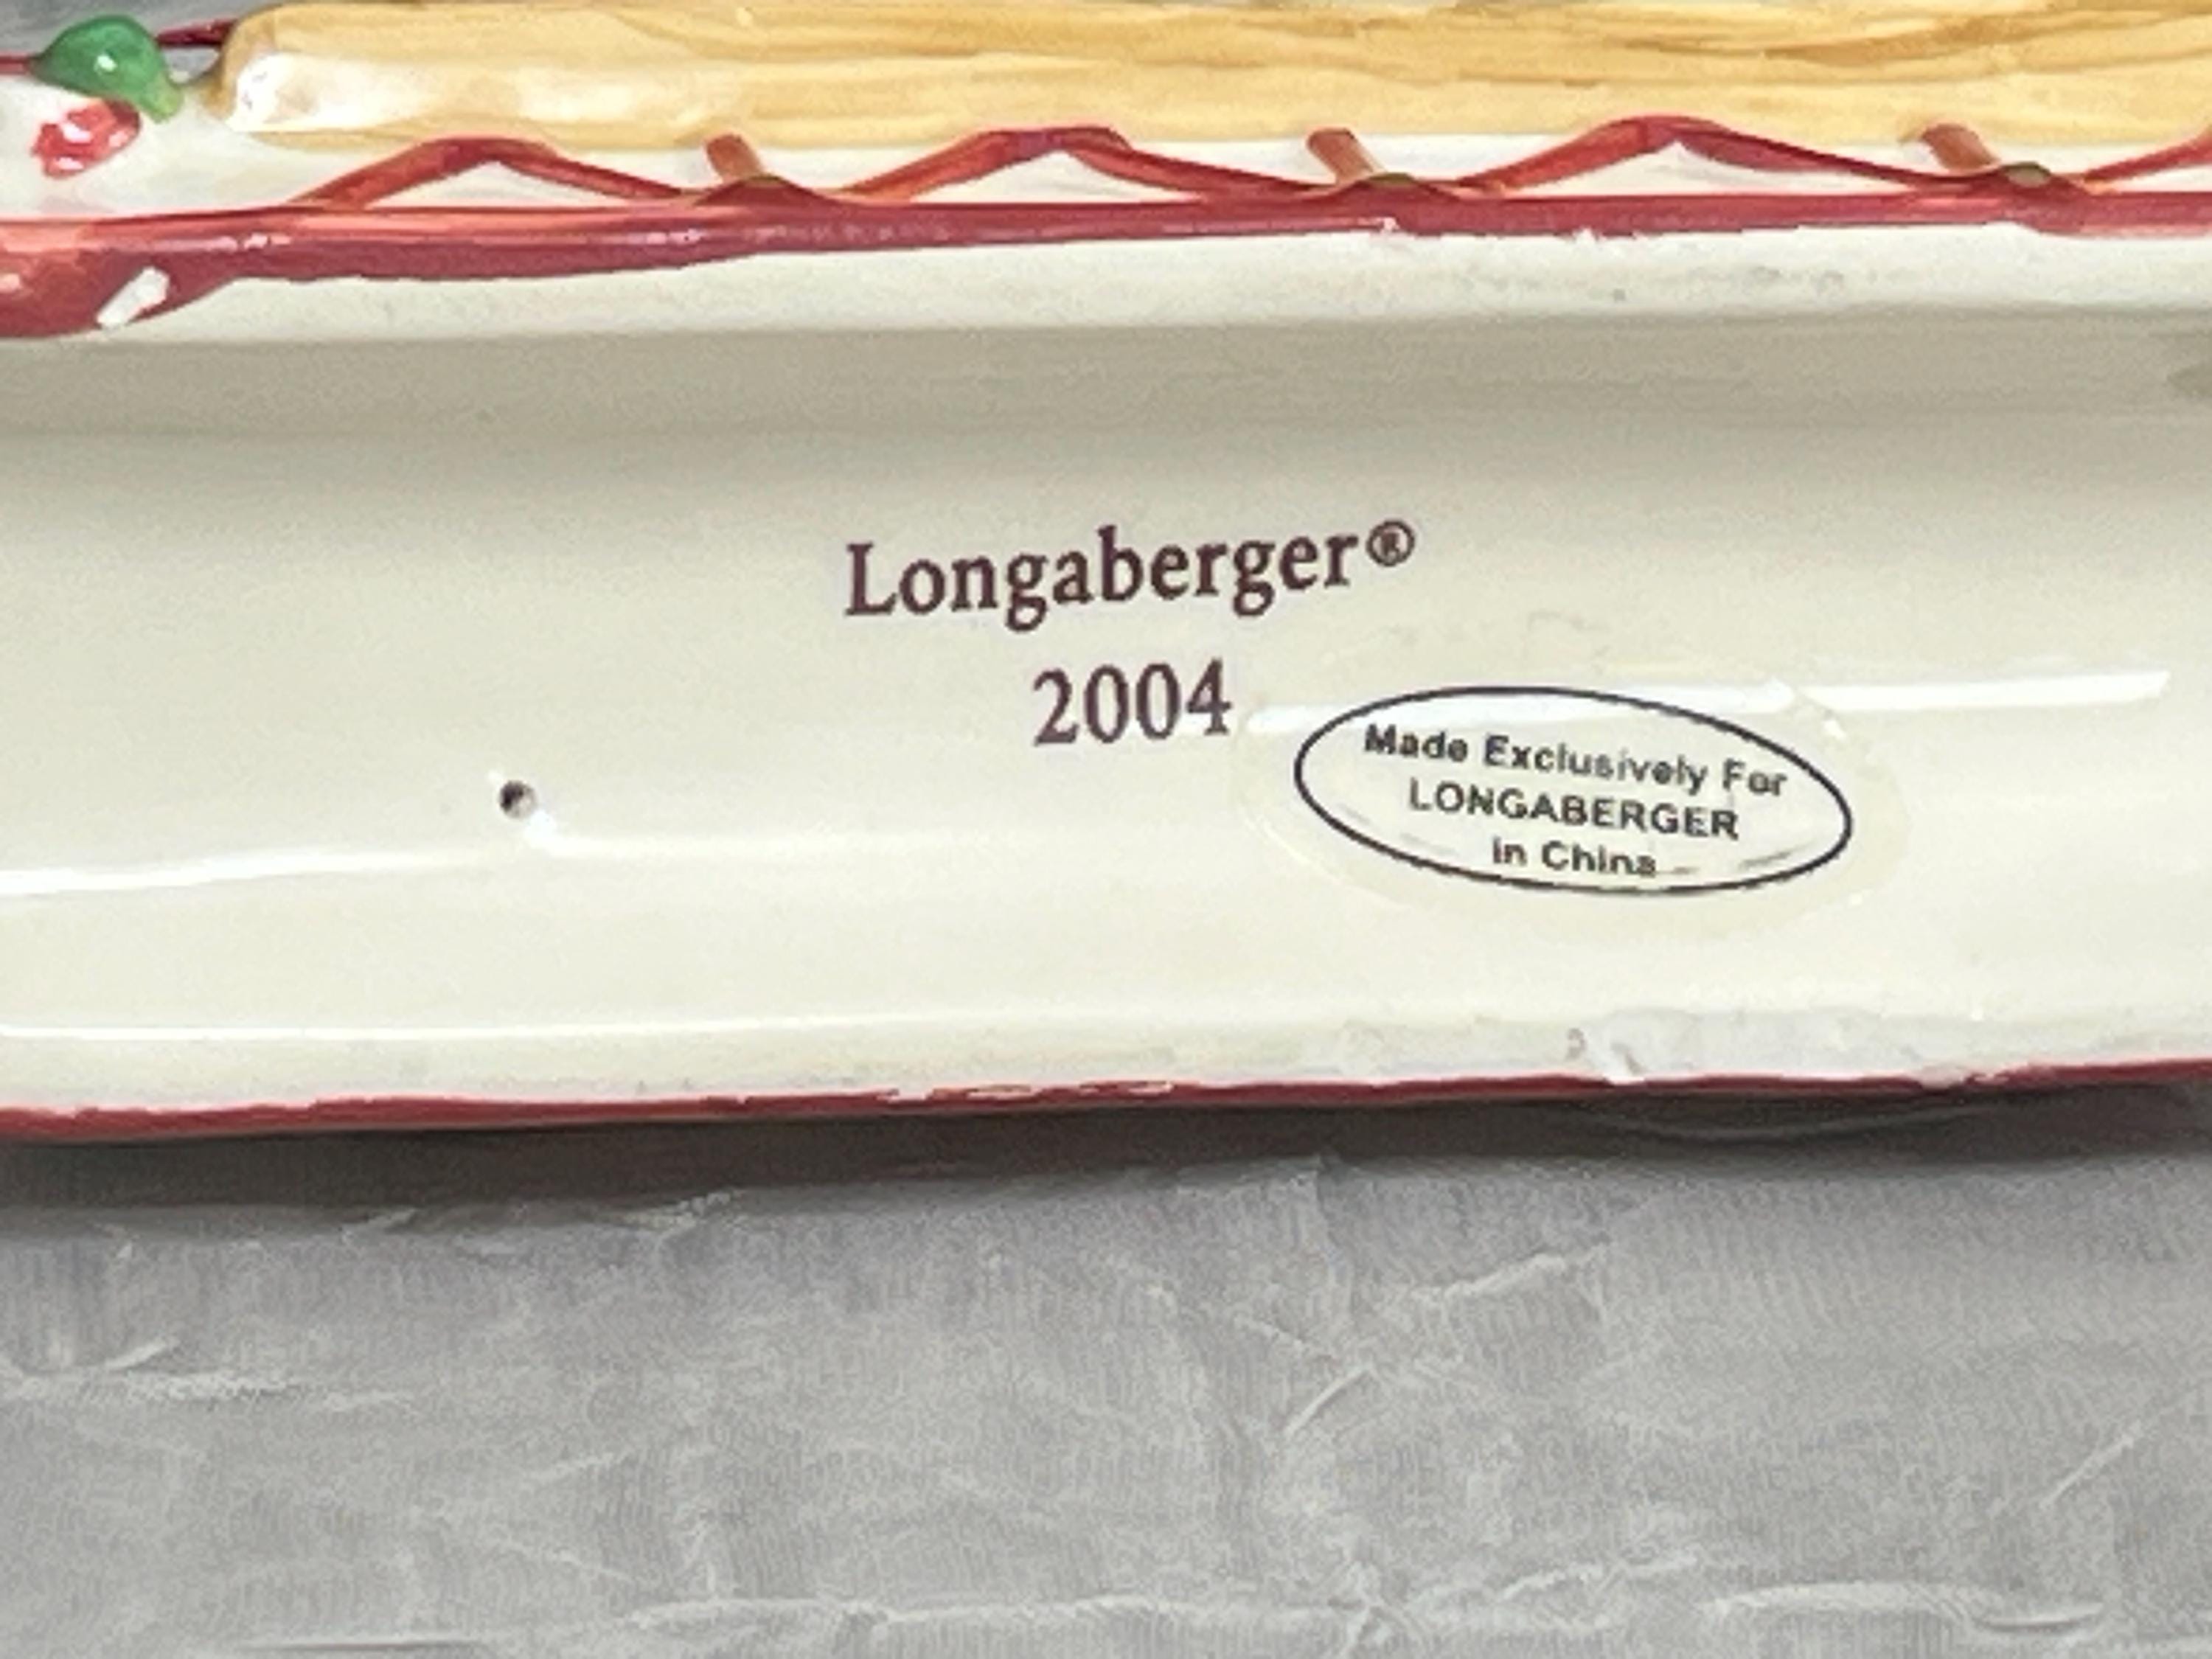 Longaberger®
2004
Made Exclusively For
LONGABERGER
in China